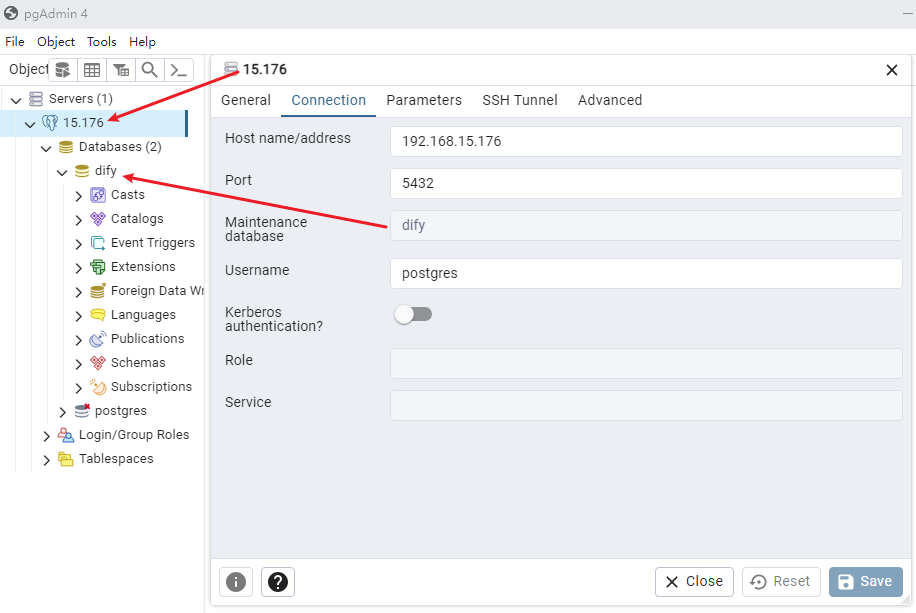 pgAdmin 4
File Object Tools Help
Object
Servers (1)
15.176
Databases (2)
dify
Casts
Catalogs
Event Triggers
Extensions
Foreign Data Wr
Languages
Publications
Schemas
Subscriptions
postgres
Login/Group Roles
Tablespaces
15.176
General Connection Parameters SSH Tunnel Advanced
Host name/address 192.168.15.176
Port 5432
Maintenance
database
dify
Username postgres
Kerberos
authentication?
Role
Service
Close Reset Save